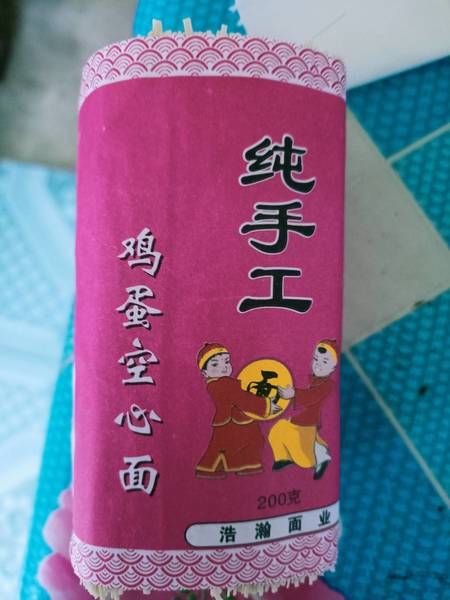 纯手工
鸡蛋空心面
面
200克
浩瀚面业